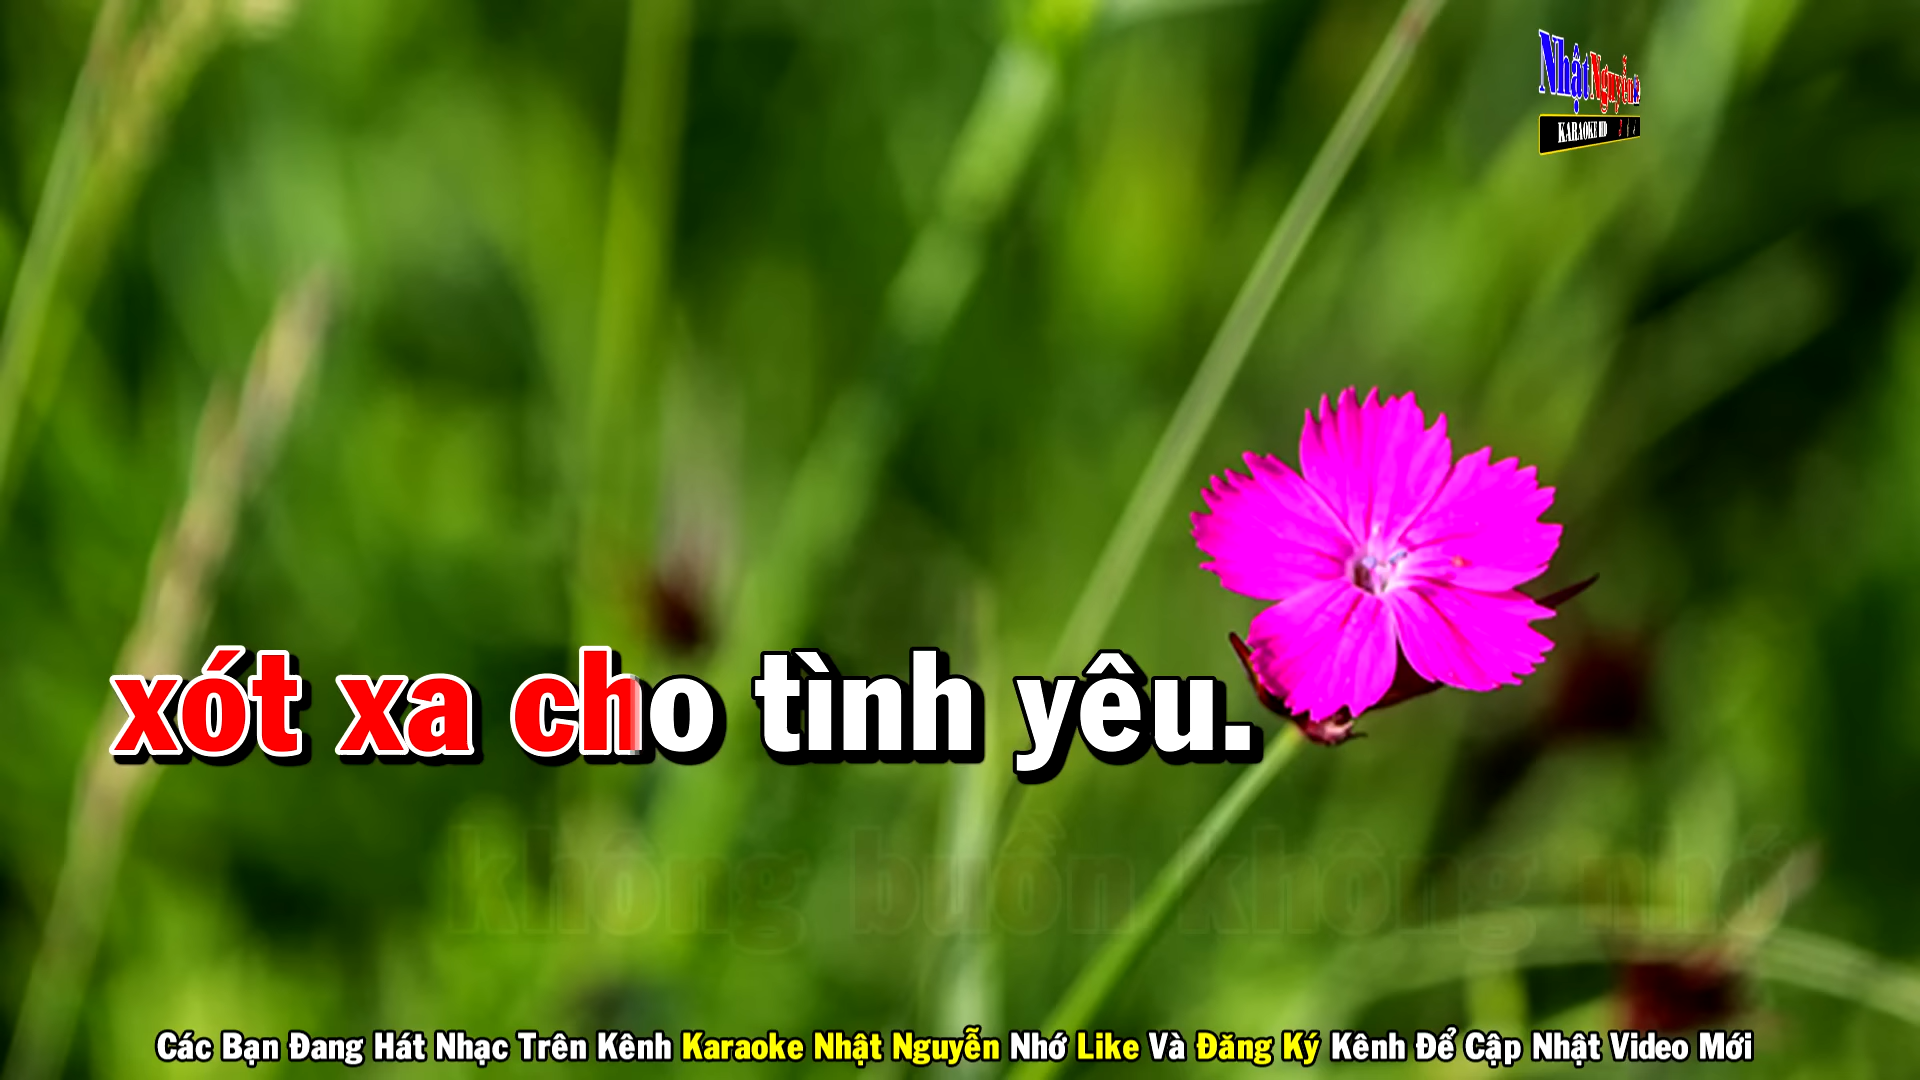 Nhật Nguyễn
KARAOKE HD
xót xa cho tình yêu.
không buồn không nhớ
Các Bạn Đang Hát Nhạc Trên Kênh Karaoke Nhật Nguyễn Nhớ Like Và Đăng Ký Kênh Để Cập Nhật Video Mới